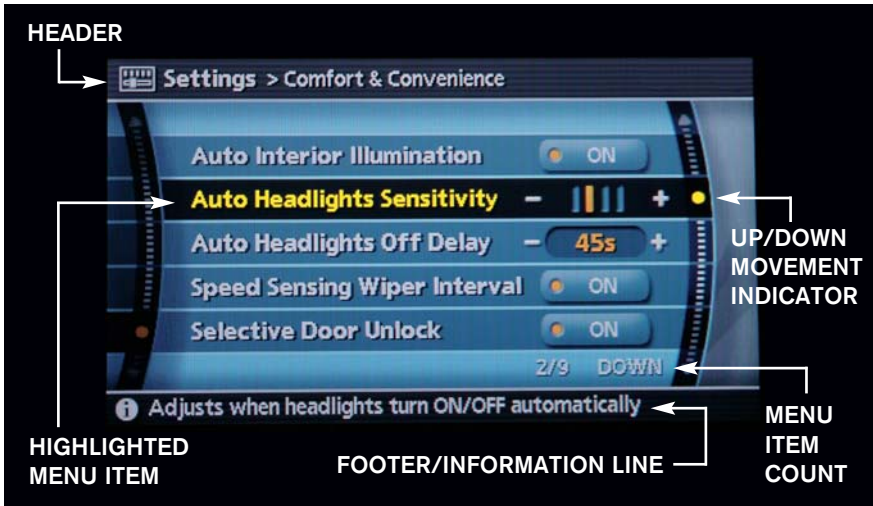 HEADER
Settings > Comfort & Convenience
Auto Interior Illumination ON
Auto Headlights Sensitivity - +
Auto Headlights Off Delay - 45s +
Speed Sensing Wiper Interval ON
Selective Door Unlock ON
2/9 DOWN
Adjusts when headlights turn ON/OFF automatically
UP/DOWN
MOVEMENT
INDICATOR
HIGHLIGHTED
MENU ITEM
FOOTER/INFORMATION LINE
MENU
ITEM
COUNT